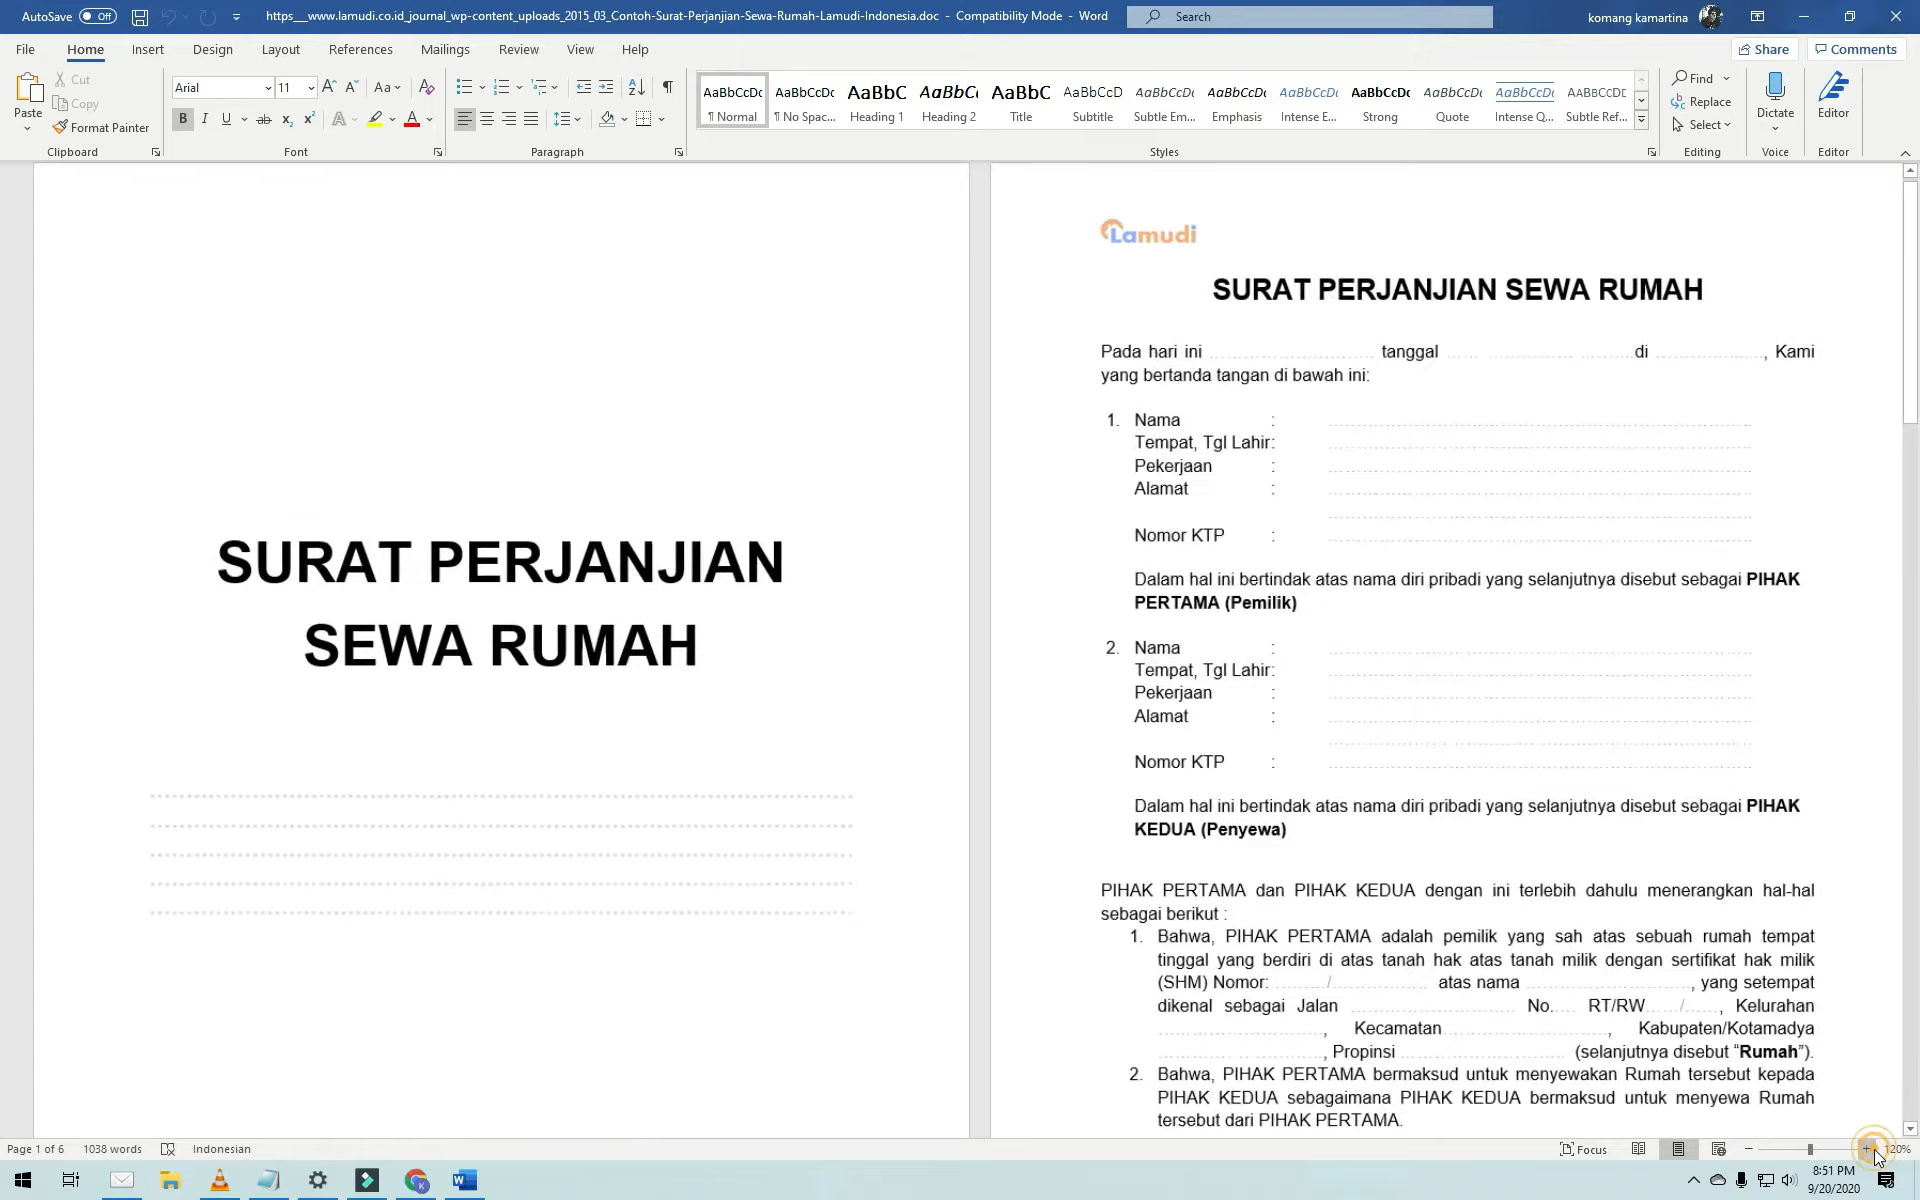 AutoSave Off
https__www.lamudi.co.id_journal_wp-content_uploads_2015_03_Contoh-Surat-Perjanjian-Sewa-Rumah-Lamudi-Indonesia.doc - Compatibility Mode - Word
Search
komang kamartina
File Home Insert Design Layout References Mailings Review View Help
Share Comments
Paste
Cut
Copy
Format Painter
Clipboard
Arial 11
Font
Paragraph
AaBbCcDc AaBbCcDc AaBbC AaBbC AaBbC AaBbCcD AaBbCcDc AaBbCcDc AaBbCcDc AaBbCcDc AaBbCcDc AaBbCcDc AABBCCDC
¶ Normal ¶ No Spac... Heading 1 Heading 2 Title Subtitle Subtle Em... Emphasis Intense E... Strong Quote Intense Q... Subtle Ref...
Styles
Find
Replace
Select
Editing
Dictate
Voice
Editor
Editor
SURAT PERJANJIAN
SEWA RUMAH
Lamudi
SURAT PERJANJIAN SEWA RUMAH
Pada hari ini ........................... tanggal ..... .............. .........di .................., Kami
yang bertanda tangan di bawah ini:
1. Nama :
Tempat, Tgl Lahir:
Pekerjaan :
Alamat :
Nomor KTP :
Dalam hal ini bertindak atas nama diri pribadi yang selanjutnya disebut sebagai PIHAK
PERTAMA (Pemilik)
2. Nama :
Tempat, Tgl Lahir:
Pekerjaan :
Alamat :
Nomor KTP :
Dalam hal ini bertindak atas nama diri pribadi yang selanjutnya disebut sebagai PIHAK
KEDUA (Penyewa)
PIHAK PERTAMA dan PIHAK KEDUA dengan ini terlebih dahulu menerangkan hal-hal
sebagai berikut :
1. Bahwa, PIHAK PERTAMA adalah pemilik yang sah atas sebuah rumah tempat
tinggal yang berdiri di atas tanah hak atas tanah milik dengan sertifikat hak milik
(SHM) Nomor: ........./................ atas nama ..........................., yang setempat
dikenal sebagai Jalan ........................... No..... RT/RW....../......, Kelurahan
..........................., Kecamatan..........................., Kabupaten/Kotamadya
..........................., Propinsi ........................... (selanjutnya disebut “Rumah”).
2. Bahwa, PIHAK PERTAMA bermaksud untuk menyewakan Rumah tersebut kepada
PIHAK KEDUA sebagaimana PIHAK KEDUA bermaksud untuk menyewa Rumah
tersebut dari PIHAK PERTAMA.
Page 1 of 6 1038 words Indonesian
Focus
120%
8:51 PM
9/20/2020